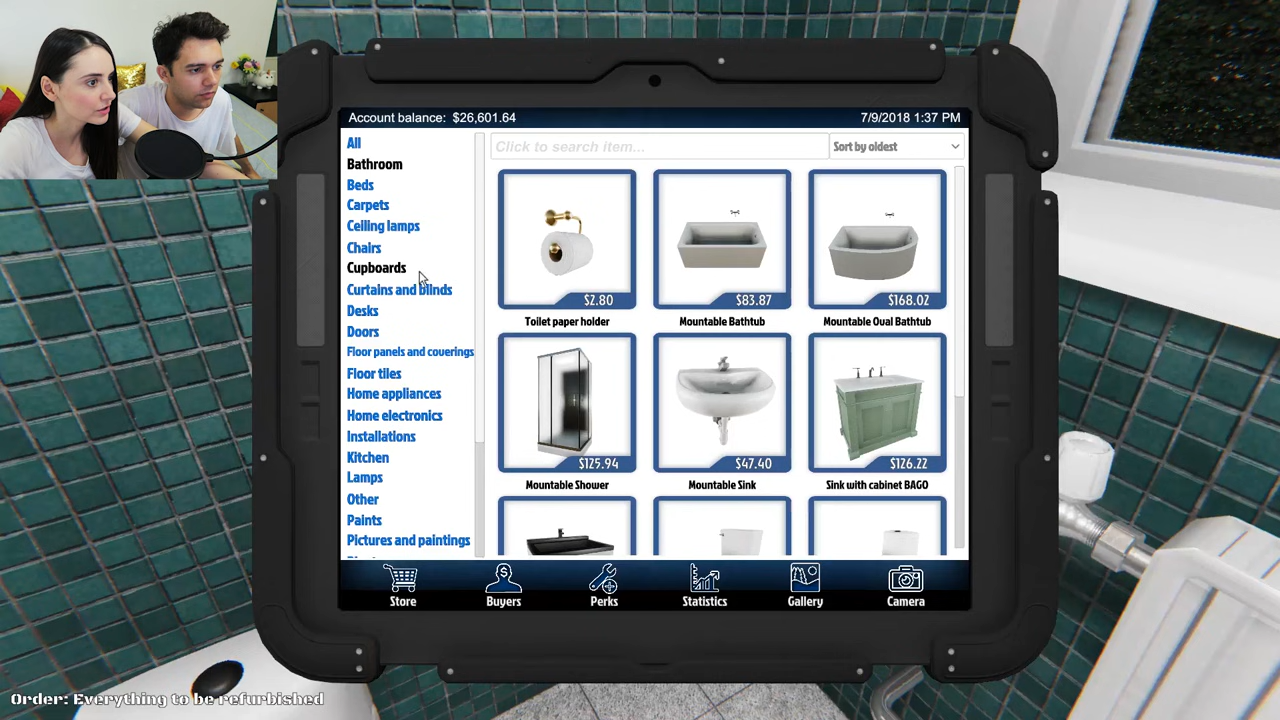 Account balance: $26,601.64
7/9/2018 1:37 PM
All
Bathroom
Beds
Carpets
Ceiling lamps
Chairs
Cupboards
Curtains and blinds
Desks
Doors
Floor panels and coverings
Floor tiles
Home appliances
Home electronics
Installations
Kitchen
Lamps
Other
Paints
Pictures and paintings
Click to search item...
Sort by oldest
$2.80
$83.87
$168.02
Toilet paper holder
Mountable Bathtub
Mountable Oval Bathtub
$125.94
$47.40
$126.22
Mountable Shower
Mountable Sink
Sink with cabinet BAGO
Store
Buyers
Perks
Statistics
Gallery
Camera
Order: Everything to be refurbished